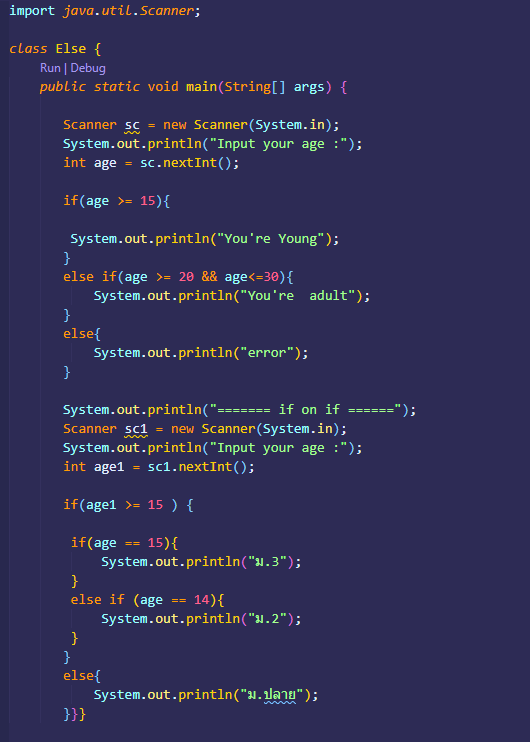 import java.util.Scanner;
class Else {
Run | Debug
public static void main(String[] args) {
Scanner sc = new Scanner(System.in);
System.out.println("Input your age :");
int age = sc.nextInt();
if(age >= 15){
System.out.println("You're Young");
}
else if(age >= 20 && age<=30){
System.out.println("You're  adult");
}
else{
System.out.println("error");
}
System.out.println("======= if on if ======");
Scanner sc1 = new Scanner(System.in);
System.out.println("Input your age :");
int age1 = sc1.nextInt();
if(age1 >= 15 ) {
if(age == 15){
System.out.println("ม.3");
}
else if (age == 14){
System.out.println("ม.2");
}
}
else{
System.out.println("ม.ปลาย");
}}}